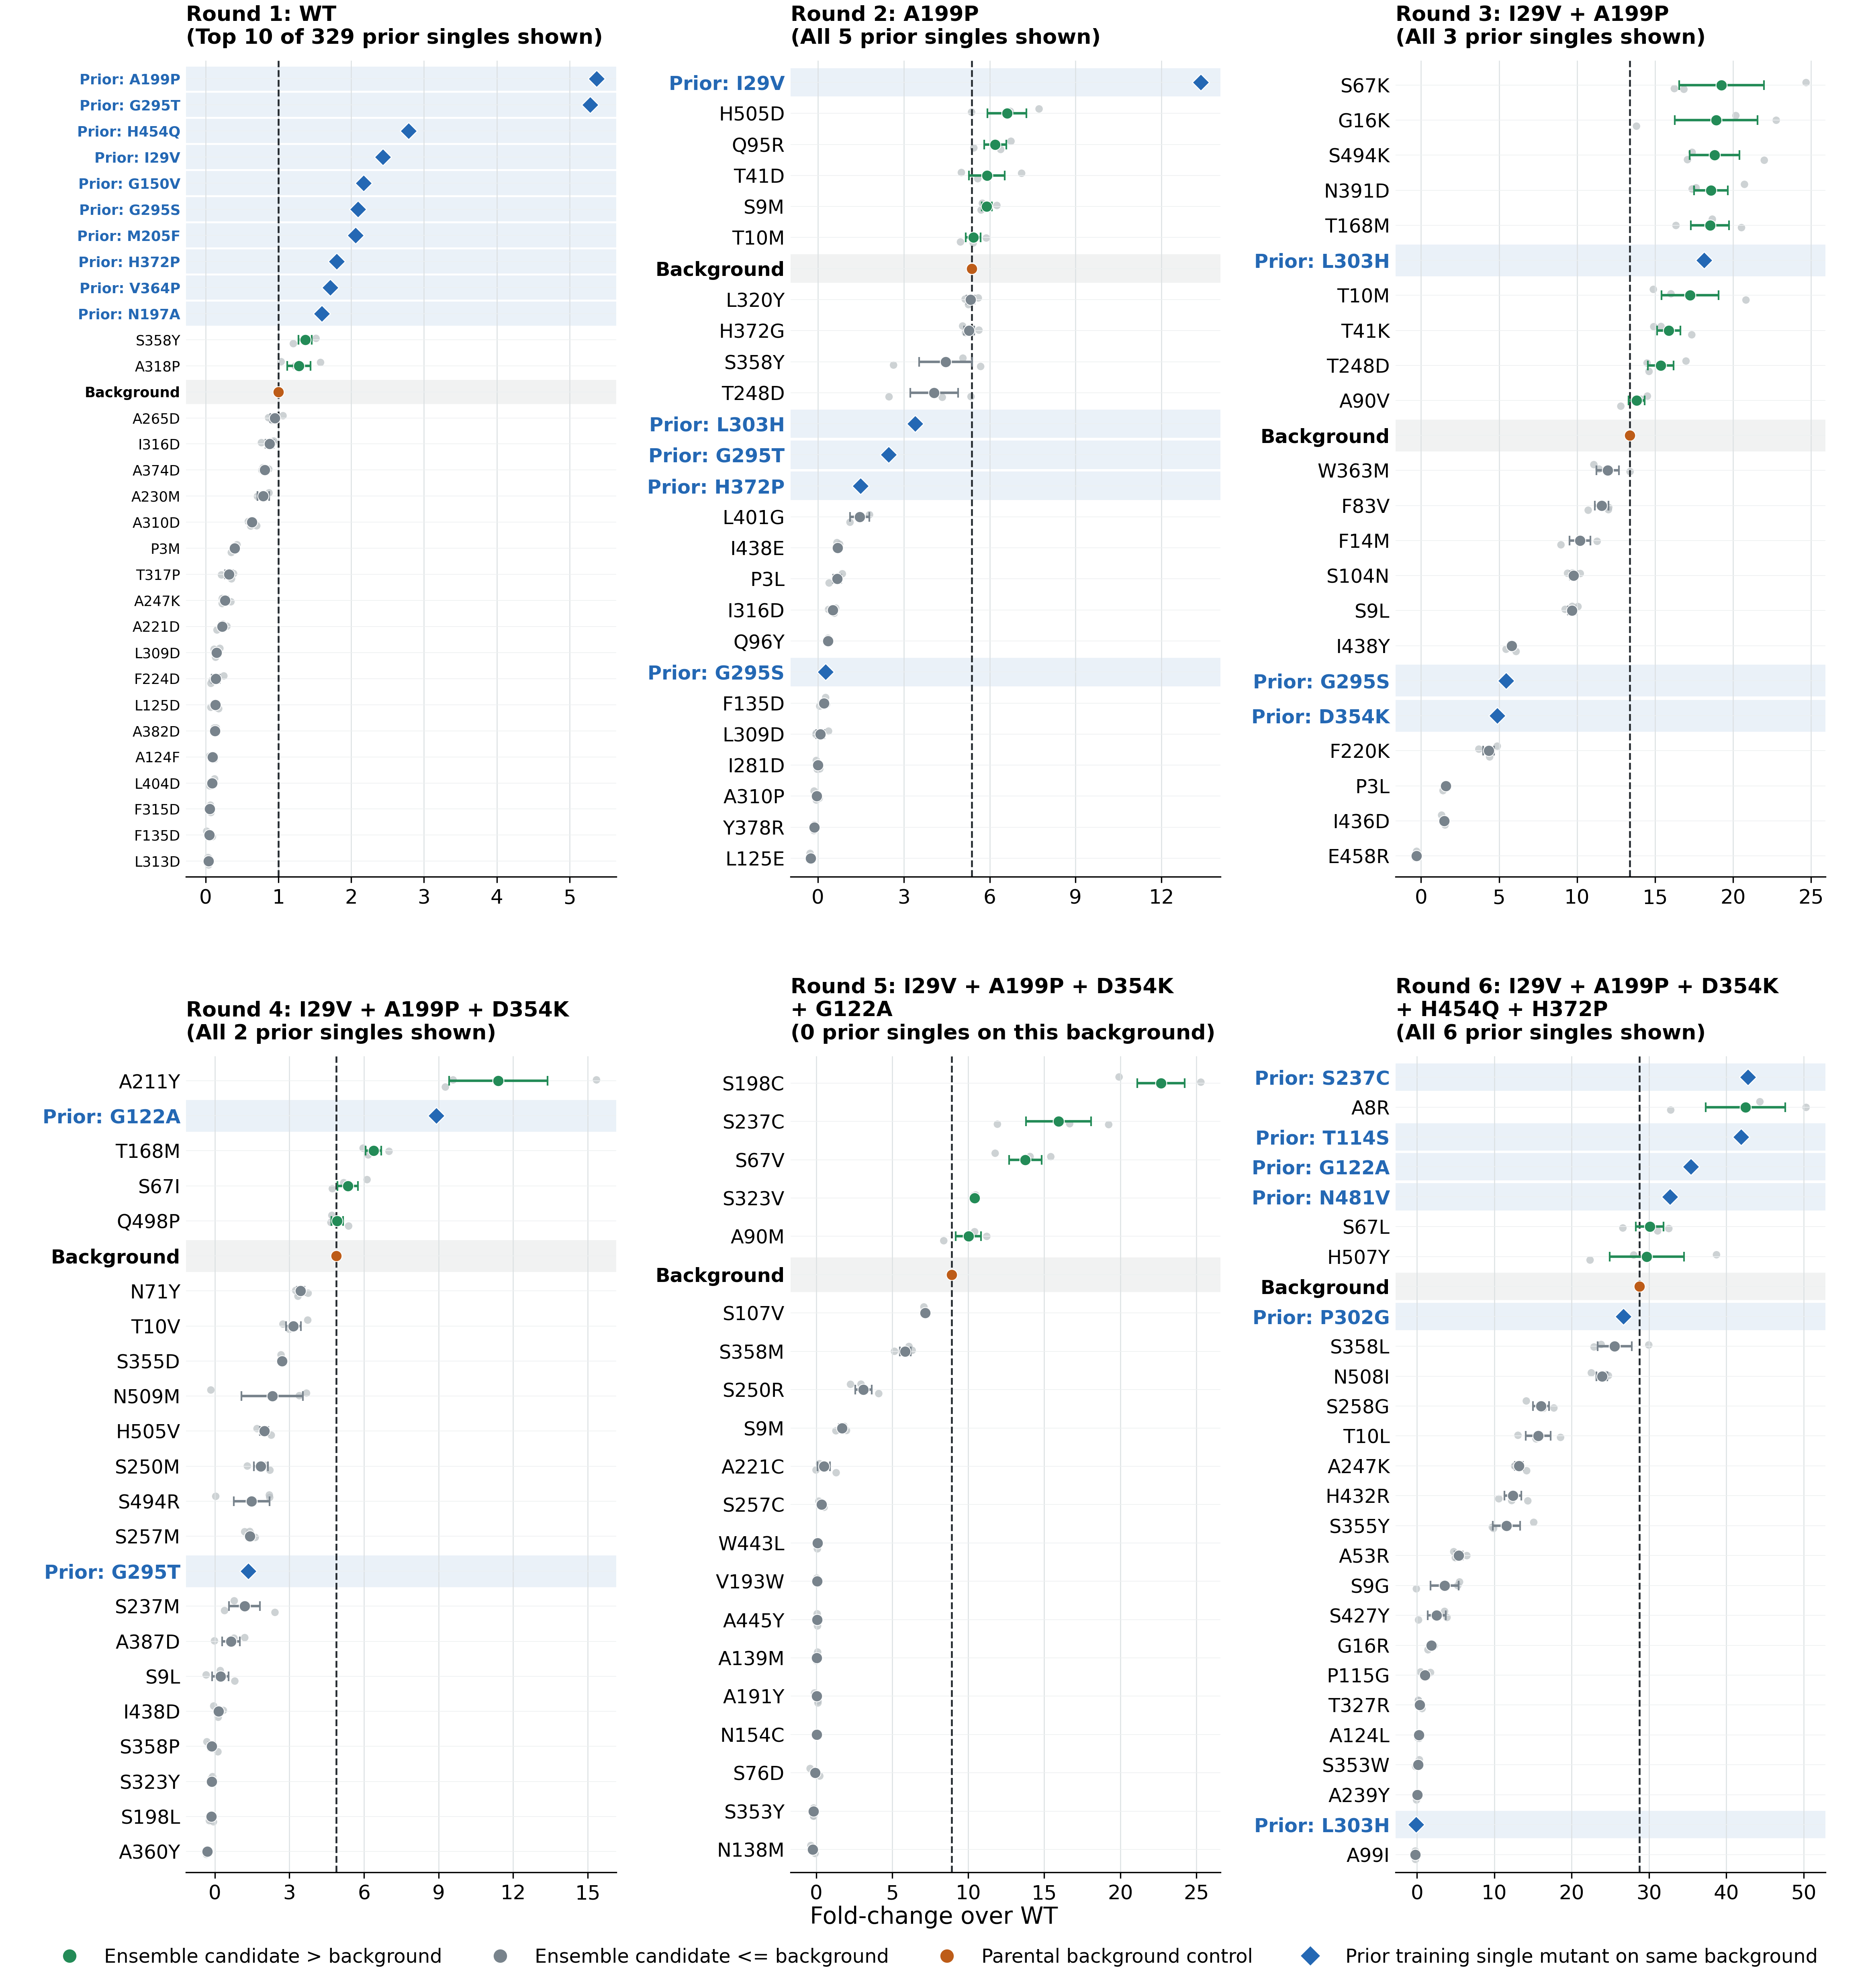 Round 1: WT
(Top 10 of 329 prior singles shown)
Prior: A199P
Prior: G295T
Prior: H454Q
Prior: I29V
Prior: G150V
Prior: G295S
Prior: M205F
Prior: H372P
Prior: V364P
Prior: N197A
S358Y
A318P
Background
A265D
I316D
A374D
A230M
A310D
P3M
T317P
A247K
A221D
L309D
F224D
L125D
A382D
A124F
L404D
F315D
F135D
L313D
0 1 2 3 4 5
Round 2: A199P
(All 5 prior singles shown)
Prior: I29V
H505D
Q95R
T41D
S9M
T10M
Background
L320Y
H372G
S358Y
T248D
Prior: L303H
Prior: G295T
Prior: H372P
L401G
I438E
P3L
I316D
Q96Y
Prior: G295S
F135D
L309D
I281D
A310P
Y378R
L125E
0 3 6 9 12
Round 3: I29V + A199P
(All 3 prior singles shown)
S67K
G16K
S494K
N391D
T168M
Prior: L303H
T10M
T41K
T248D
A90V
Background
W363M
F83V
F14M
S104N
S9L
I438Y
Prior: G295S
Prior: D354K
F220K
P3L
I436D
E458R
0 5 10 15 20 25
Round 4: I29V + A199P + D354K
(All 2 prior singles shown)
A211Y
Prior: G122A
T168M
S67I
Q498P
Background
N71Y
T10V
S355D
N509M
H505V
S250M
S494R
S257M
Prior: G295T
S237M
A387D
S9L
I438D
S358P
S323Y
S198L
A360Y
0 3 6 9 12 15
Round 5: I29V + A199P + D354K
+ G122A
(0 prior singles on this background)
S198C
S237C
S67V
S323V
A90M
Background
S107V
S358M
S250R
S9M
A221C
S257C
W443L
V193W
A445Y
A139M
A191Y
N154C
S76D
S353Y
N138M
0 5 10 15 20 25
Round 6: I29V + A199P + D354K
+ H454Q + H372P
(All 6 prior singles shown)
Prior: S237C
A8R
Prior: T114S
Prior: G122A
Prior: N481V
S67L
H507Y
Background
Prior: P302G
S358L
N508I
S258G
T10L
A247K
H432R
S355Y
A53R
S9G
S427Y
G16R
P115G
T327R
A124L
S353W
A239Y
Prior: L303H
A99I
0 10 20 30 40 50
Fold-change over WT
Ensemble candidate > background
Ensemble candidate <= background
Parental background control
Prior training single mutant on same background